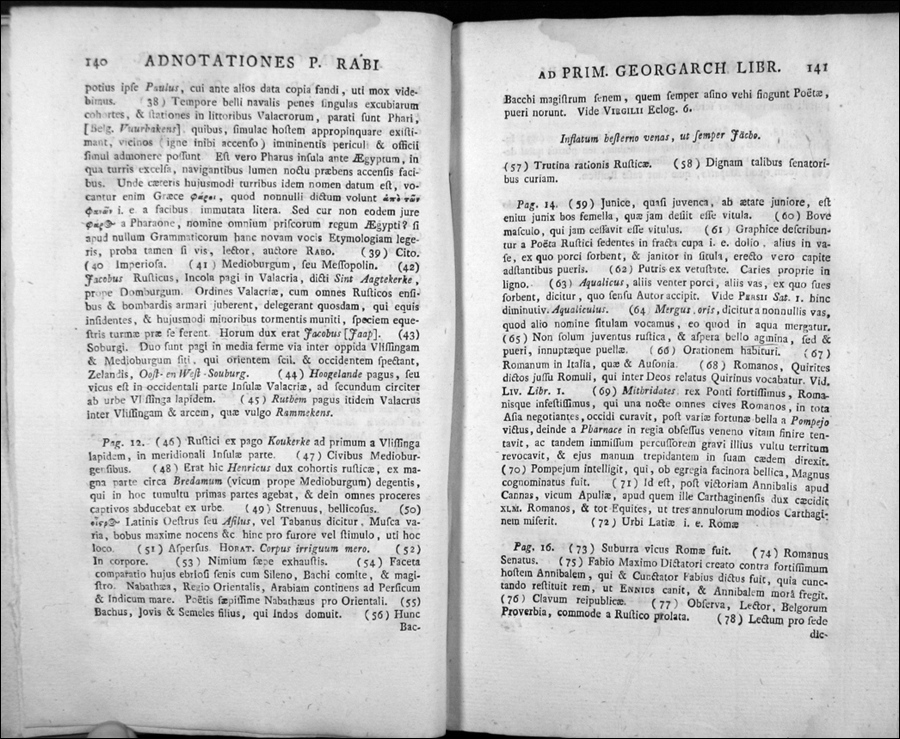 140 ADNOTATIONES P. RABI
potius ipſe Paulus, cui ante alios data copia fandi, uti mox vide-
bimus. 38) Tempore belli navalis penes ſingulas excubiarum
cohortes, & ſtationes in littoribus Valacrorum, parati ſunt Phari,
[Belg. Vuurbakens]. quibus, ſimulac hoſtem appropinquare exiſti-
mant, vicinos (igne inibi accenſo) imminentis periculi & officii
ſimul admonere poſſunt Eſt vero Pharus inſula ante Ægyptum, in
qua turris excelſa, navigantibus lumen noctu præbens accenſis faci-
bus. Unde cæteris hujusmodi turribus idem nomen datum eſt, vo-
cantur enim Græce φάροι, quod nonnulli dictum volunt ἀπὸ τῶν
φανῶν i. e. a facibus immutata litera. Sed cur non eodem jure
a Pharaone, nomine omnium priſcorum regum Ægypti? ſi
apud nullum Grammaticorum hanc novam vocis Etymologiam lege-
ris, proba tamen ſi vis, lector, auctore RABO. (39) Cito.
(40 Imperioſa. (41) Medioburgum, ſeu Meſſopolin. (42)
Jacobus Ruſticus, Incola pagi in Valacria, dicti Sint Aagtekerke,
prope Domburgum. Ordines Valacriæ, cum omnes Ruſticos enſi-
bus & bombardis armari juberent, delegerant quosdam, qui equis
inſidentes, & hujusmodi minoribus tormentis muniti, ſpeciem eque-
ſtris turmæ præ ſe ferent. Horum dux erat Jacobus [Jaap]. (43)
Soburgi. Duo ſunt pagi in media ferme via inter oppida Vliſſingam
& Medioburgum ſiti, qui orientem ſcil. & occidentem ſpectant,
Zelandis, Ooſt- en Weſt-Souburg. (44) Hoogelande pagus, ſeu
vicus eſt in occidentali parte Inſulæ Valacriæ, ad ſecundum circiter
ab urbe Vliſſinga lapidem. (45) Ruthem pagus itidem Valacrus
inter Vliſſingam & arcem, quæ vulgo Rammekens.
Pag. 12. (46) Ruſtici ex pago Koukerke ad primum a Vliſſinga
lapidem, in meridionali Inſulæ parte. (47) Civibus Mediobur-
genſibus. (48) Erat hic Henricus dux cohortis ruſticæ, ex ma-
gna parte circa Bredamum (vicum prope Medioburgum) degentis,
qui in hoc tumultu primas partes agebat, & dein omnes proceres
captivos abducebat ex urbe. (49) Strenuus, bellicoſus. (50)
Latinis Oeſtrus ſeu Aſilus, vel Tabanus dicitur, Muſca va-
ria, bobus maxime nocens &c hinc pro furore vel ſtimulo, uti hoc
loco. (51) Aſperſus. HORAT. Corpus irriguum mero. (52)
In corpore. (53) Nimium ſæpe exhauſtis. (54) Faceta
comparatio hujus ebrioſi ſenis cum Sileno, Bachi comite, & magi-
ſtro. Nabathæa, Regio Orientalis, Arabiam continens ad Perſicum
& Indicum mare. Poëtis ſæpiſſime Nabathæus pro Orientali. (55)
Bachus, Jovis & Semeles filius, qui Indos domuit. (56) Hunc
Bac-
AD PRIM. GEORGARCH LIBR. 141
Bacchi magiſtrum ſenem, quem ſemper aſino vehi fingunt Poëtæ,
pueri norunt. Vide VIRGILII Eclog. 6.
Inflatum heſterno venas, ut ſemper Jächo.
(57) Trutina rationis Ruſticæ. (58) Dignam talibus ſenatori-
bus curiam.
Pag. 14. (59) Junice, quaſi juvenca, ab ætate juniore, eſt
enim junix bos femella, quæ jam deſiit eſſe vitula. (60) Bove
maſculo, qui jam ceſſavit eſſe vitulus. (61) Graphice deſcribun-
tur a Poëta Ruſtici ſedentes in fracta cupa i. e. dolio, alius in va-
ſe, ex quo porci ſorbent, & janitor in ſitula, erecto vero capite
adſtantibus pueris. (62) Putris ex vetuſtate. Caries proprie in
ligno. (63) Aqualicus, aliis venter porci, aliis vas, ex quo ſues
ſorbent, dicitur, quo ſenſu Autor accipit. Vide PERSII Sat. 1. hinc
diminutiv. Aqualiculus. (64 Mergus, oris, dicitur a nonnullis vas,
quod alio nomine ſitulam vocamus, eo quod in aqua mergatur.
(65) Non ſolum juventus ruſtica, & aſpera bello agmina, ſed &
pueri, innuptæque puellæ. (66) Orationem habituri. (67)
Romanum in Italia, quæ & Auſonia. (68) Romanos, Quirites
dictos juſſu Romuli, qui inter Deos relatus Quirinus vocabatur. Vid.
LIV. Libr. 1. (69) Mithridates rex Ponti fortiſſimus, Roma-
nisque infeſtiſſimus, qui una nocte omnes cives Romanos, in tota
Aſia negotiantes, occidi curavit, poſt variæ fortunæ bella a Pompejo
victus, deinde a Pharnace in regia obſeſſus veneno vitam finire ten-
tavit, ac tandem immiſſum percuſſorem gravi illius vultu territum
revocavit, & ejus manum trepidantem in ſuam cædem direxit.
(70) Pompejum intelligit, qui, ob egregia facinora bellica, Magnus
cognominatus fuit. (71) Id eſt, poſt victoriam Annibalis apud
Cannas, vicum Apuliæ, apud quem ille Carthaginenſis dux cæcidit
XLM. Romanos, & tot Equites, ut tres annulorum modios Carthagi-
nem miſerit. (72) Urbi Latiæ i. e. Romæ
Pag. 16. (73) Suburra vicus Romæ fuit. (74) Romanus
Senatus. (75) Fabio Maximo Dictatori creato contra fortiſſimum
hoſtem Annibalem, qui & Cunctator Fabius dictus fuit, quia cunc-
tando reſtituit rem, ut ENNIUS canit, & Annibalem morâ fregit.
(76) Clavum reipublicæ. (77) Obſerva, Lector, Belgorum
Proverbia, commode a Ruſtico prolata. (78) Lectum pro ſede
dic-